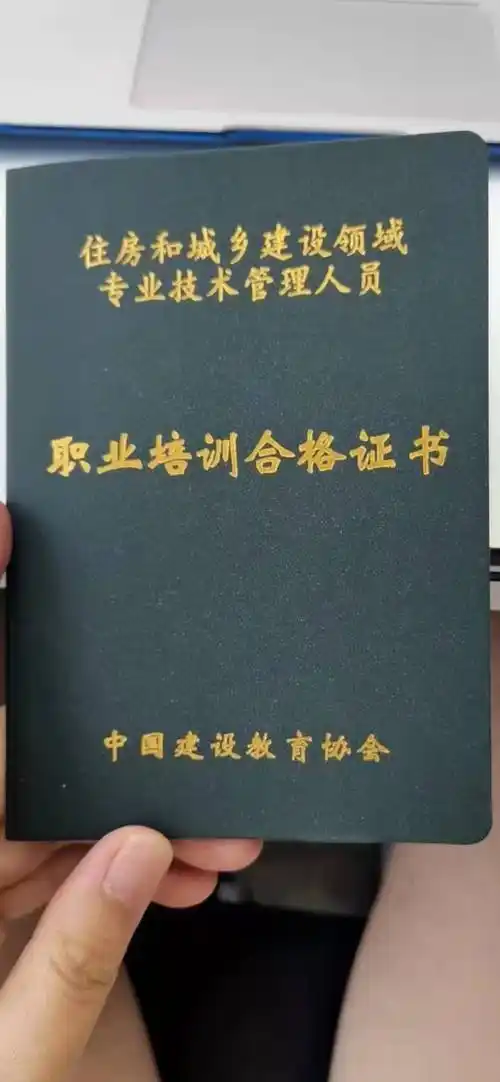 住房和城乡建设领域
专业技术管理人员
职业培训合格证书
中国建设教育协会